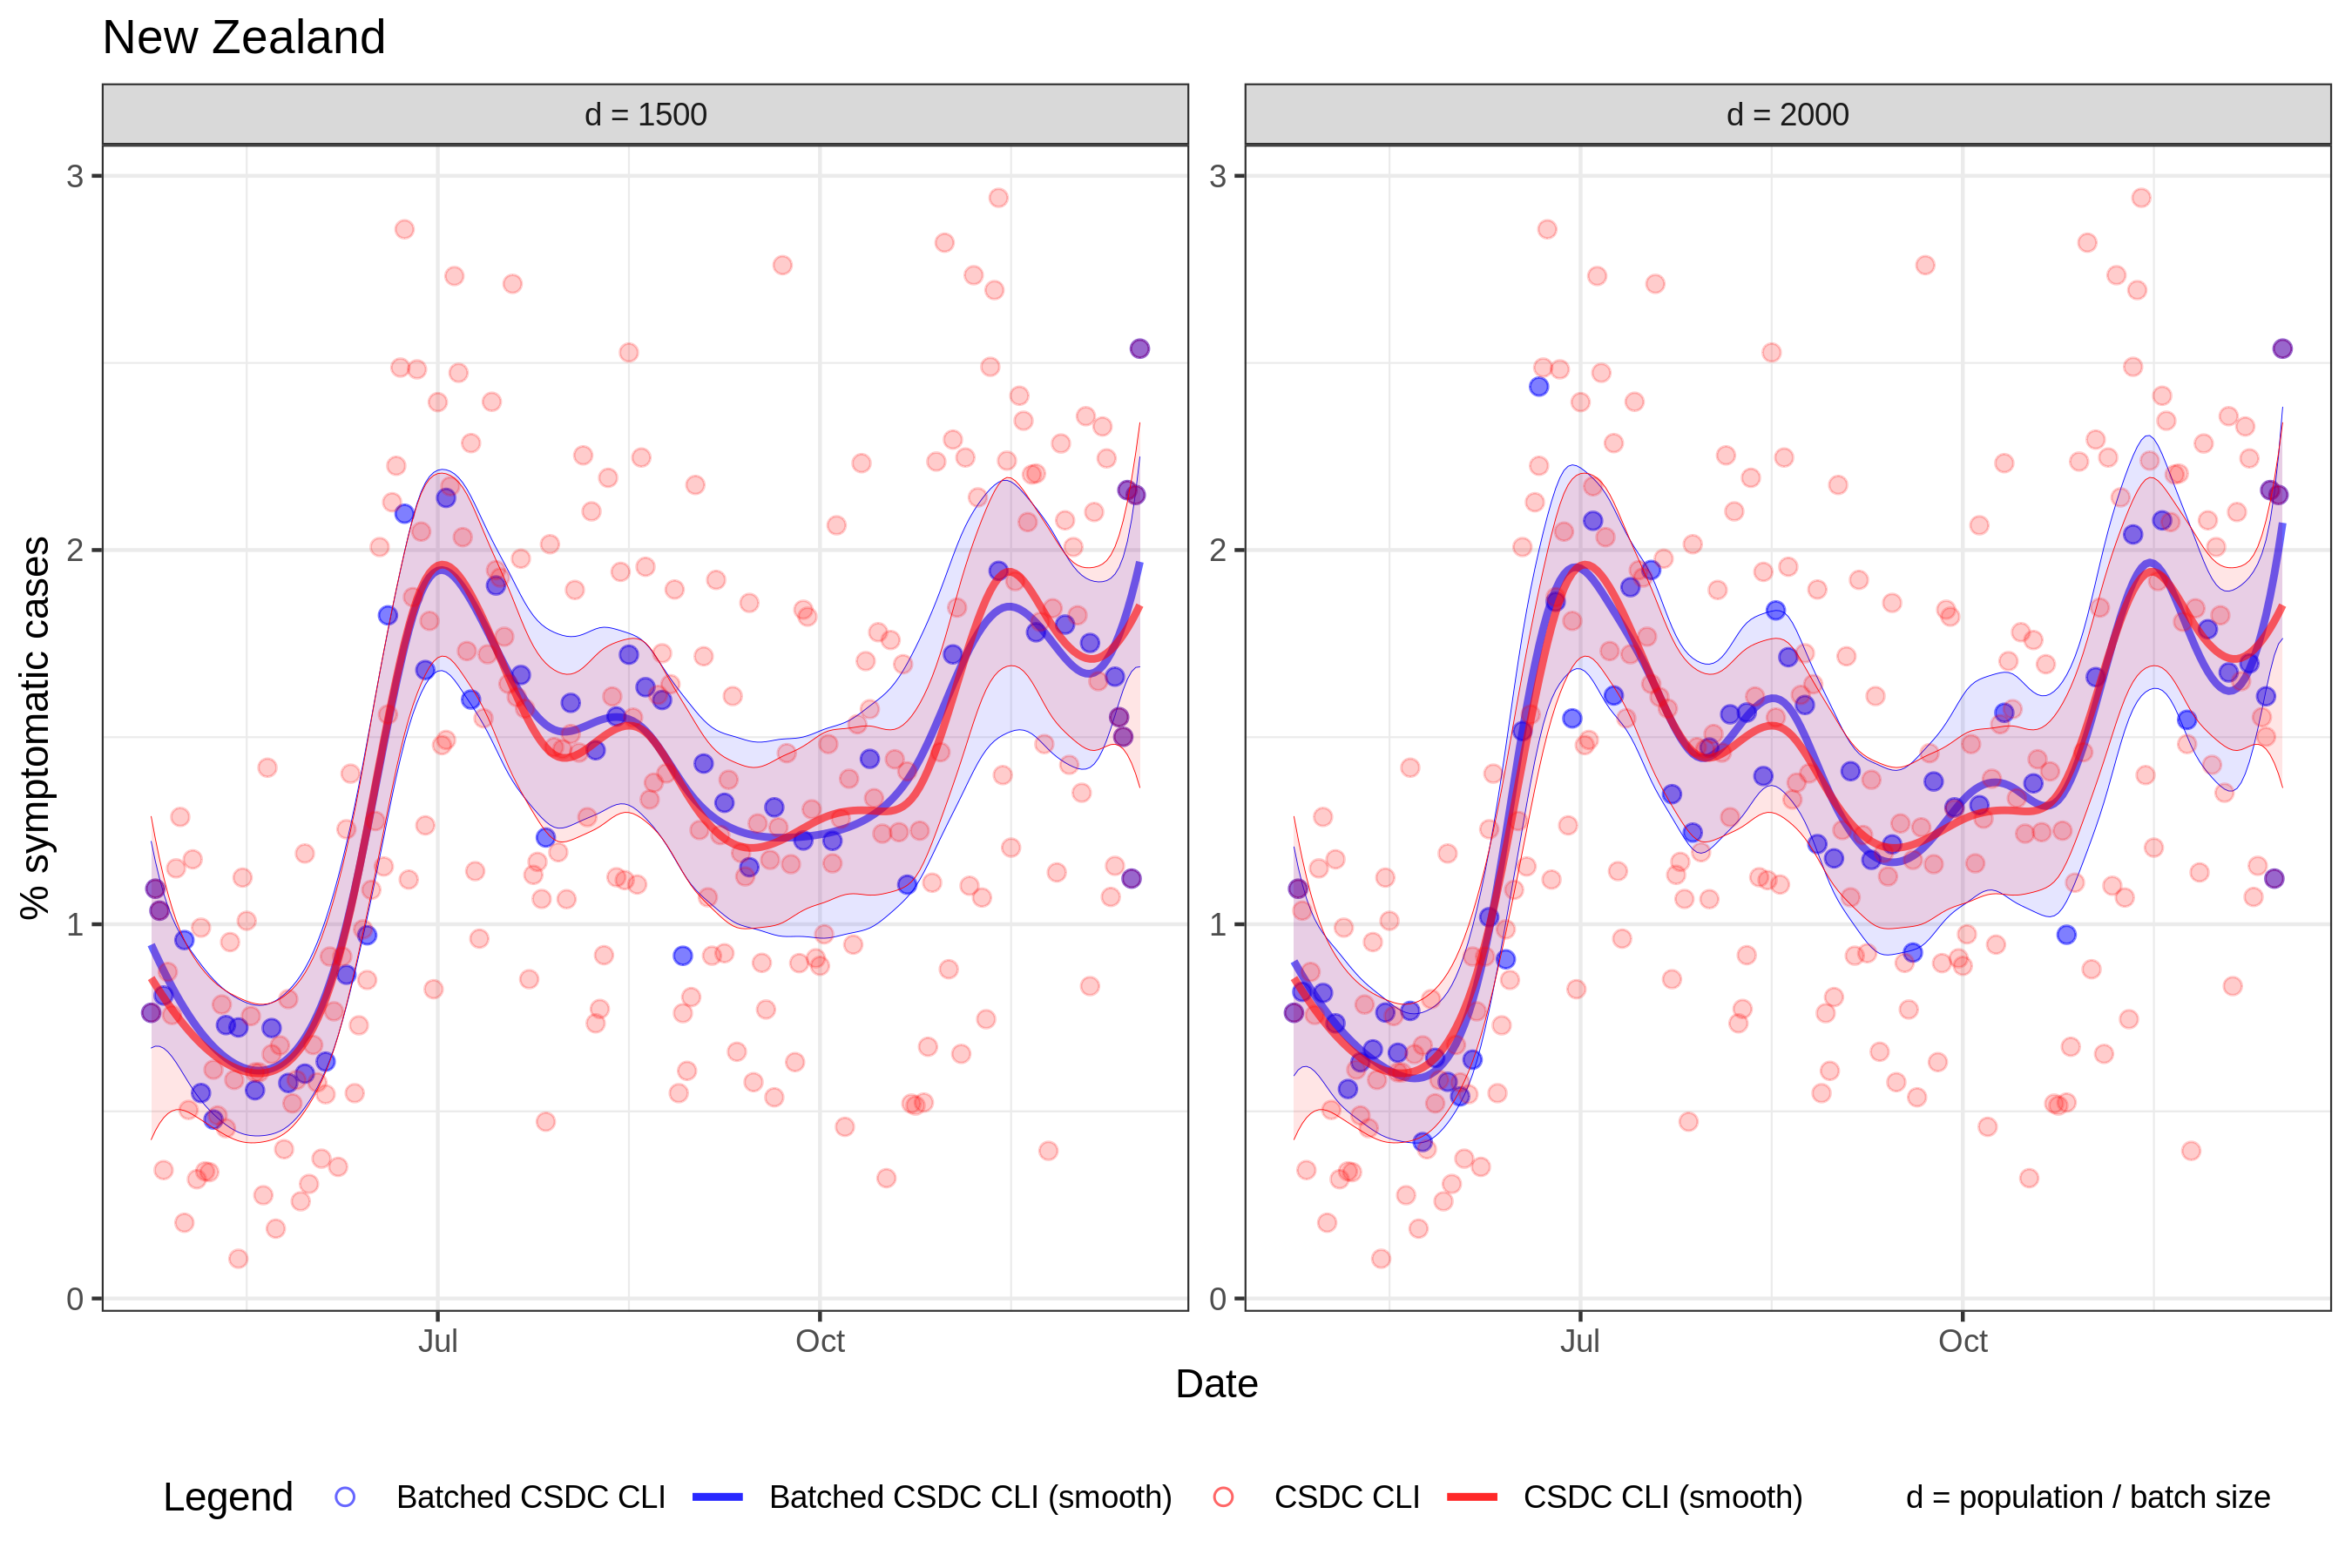 New Zealand
d = 1500
d = 2000
% symptomatic cases
3
2
1
0
3
2
1
0
Jul
Oct
Jul
Oct
Date
Legend
Batched CSDC CLI
Batched CSDC CLI (smooth)
CSDC CLI
CSDC CLI (smooth)
d = population / batch size